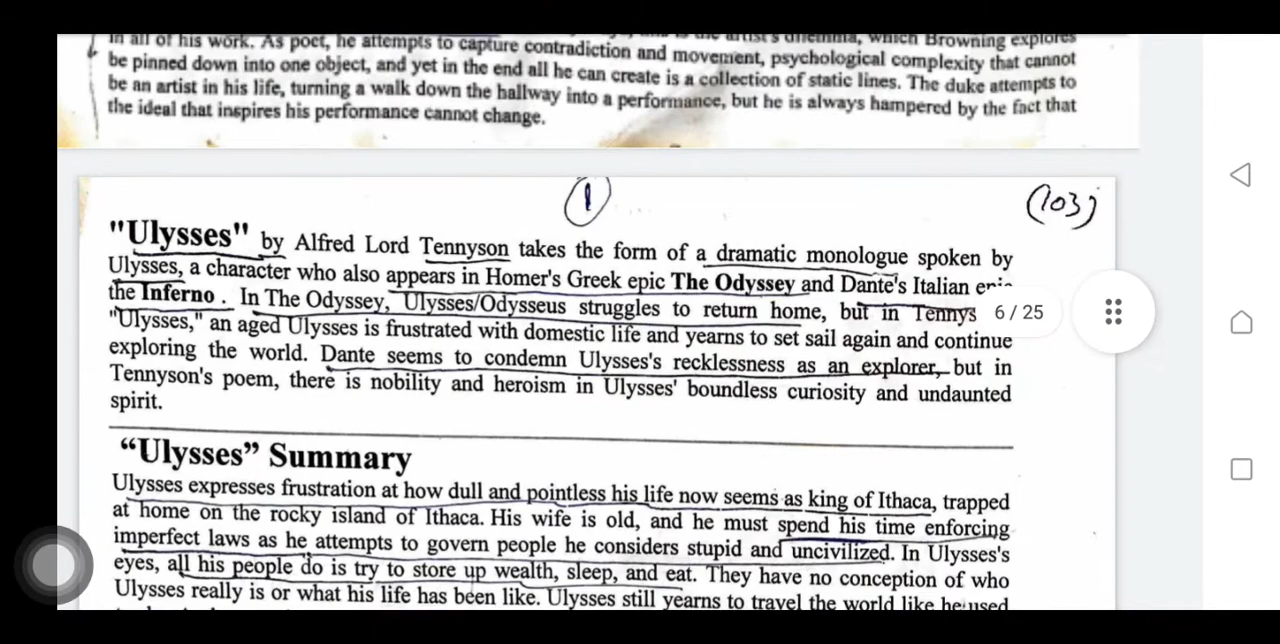 in all of his work. As poet, he attempts to capture contradiction and movement, psychological complexity that cannot
be pinned down into one object, and yet in the end all he can create is a collection of static lines. The duke attempts to
be an artist in his life, turning a walk down the hallway into a performance, but he is always hampered by the fact that
the ideal that inspires his performance cannot change.
1
(103)
"Ulysses" by Alfred Lord Tennyson takes the form of a dramatic monologue spoken by
Ulysses, a character who also appears in Homer's Greek epic The Odyssey and Dante's Italian
the Inferno . In The Odyssey, Ulysses/Odysseus struggles to return home, but in Tennys
6 / 25
"Ulysses," an aged Ulysses is frustrated with domestic life and yearns to set sail again and continue
exploring the world. Dante seems to condemn Ulysses's recklessness as an explorer, but in
Tennyson's poem, there is nobility and heroism in Ulysses' boundless curiosity and undaunted
spirit.
“Ulysses” Summary
Ulysses expresses frustration at how dull and pointless his life now seems as king of Ithaca, trapped
at home on the rocky island of Ithaca. His wife is old, and he must spend his time enforcing
imperfect laws as he attempts to govern people he considers stupid and uncivilized. In Ulysses's
eyes, all his people do is try to store up wealth, sleep, and eat. They have no conception of who
Ulysses really is or what his life has been like. Ulysses still yearns to travel the world like he used